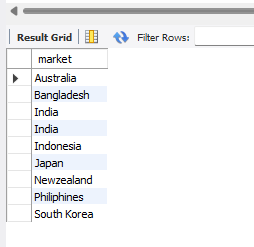 Result Grid Filter Rows:
market
Australia
Bangladesh
India
India
Indonesia
Japan
Newzealand
Philiphines
South Korea